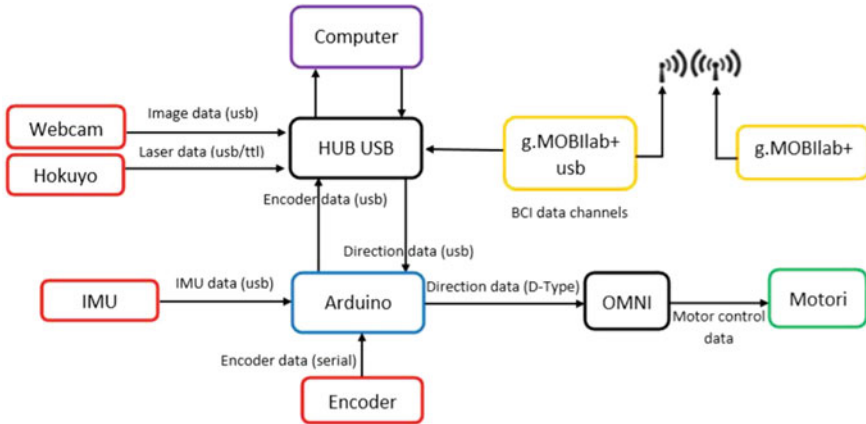 Computer
Image data (usb)
Webcam
HUB USB
g.MOBIlab+
usb
g.MOBIlab+
Laser data (usb/ttl)
Hokuyo
Encoder data (usb)
BCI data channels
Direction data (usb)
IMU
IMU data (usb)
Arduino
Direction data (D-Type)
OMNI
Motori
Motor control
data
Encoder data (serial)
Encoder